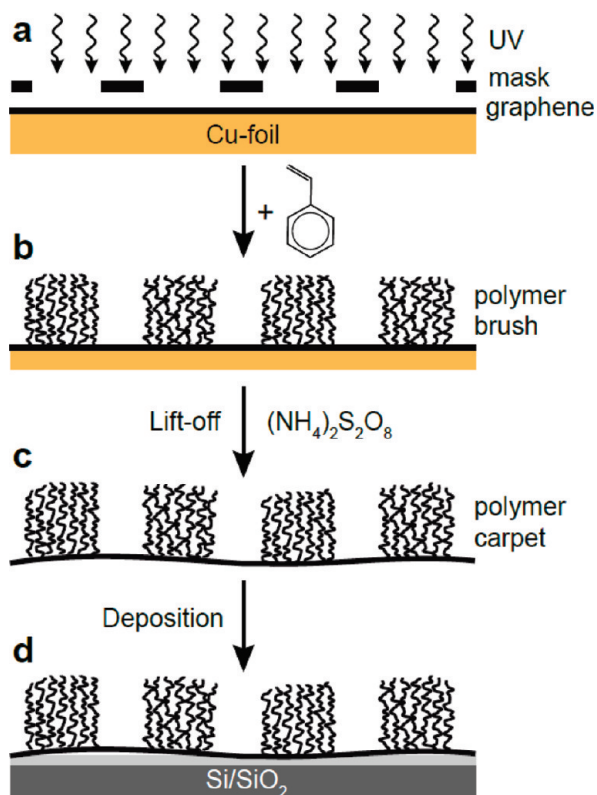 a
UV
mask
graphene
Cu-foil
+
b
polymer
brush
Lift-off
(NH₄)₂S₂O₈
c
polymer
carpet
Deposition
d
Si/SiO₂